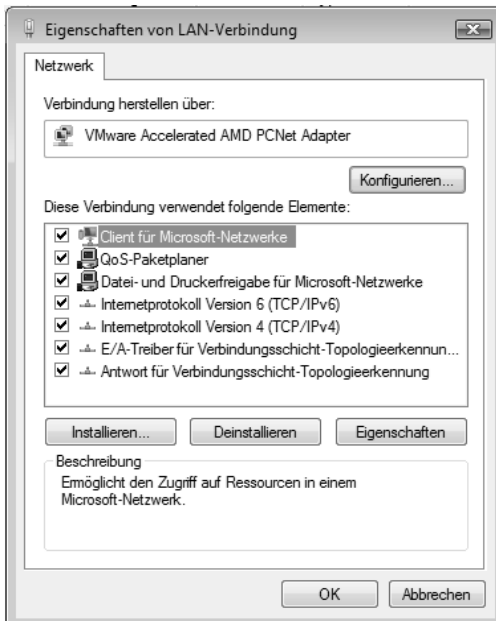 Eigenschaften von LAN-Verbindung
Netzwerk
Verbindung herstellen über:
VMware Accelerated AMD PCNet Adapter
Konfigurieren...
Diese Verbindung verwendet folgende Elemente:
Client für Microsoft-Netzwerke
QoS-Paketplaner
Datei- und Druckerfreigabe für Microsoft-Netzwerke
Internetprotokoll Version 6 (TCP/IPv6)
Internetprotokoll Version 4 (TCP/IPv4)
E/A-Treiber für Verbindungsschicht-Topologieerkennun...
Antwort für Verbindungsschicht-Topologieerkennung
Installieren... Deinstallieren Eigenschaften
Beschreibung
Ermöglicht den Zugriff auf Ressourcen in einem
Microsoft-Netzwerk.
OK Abbrechen